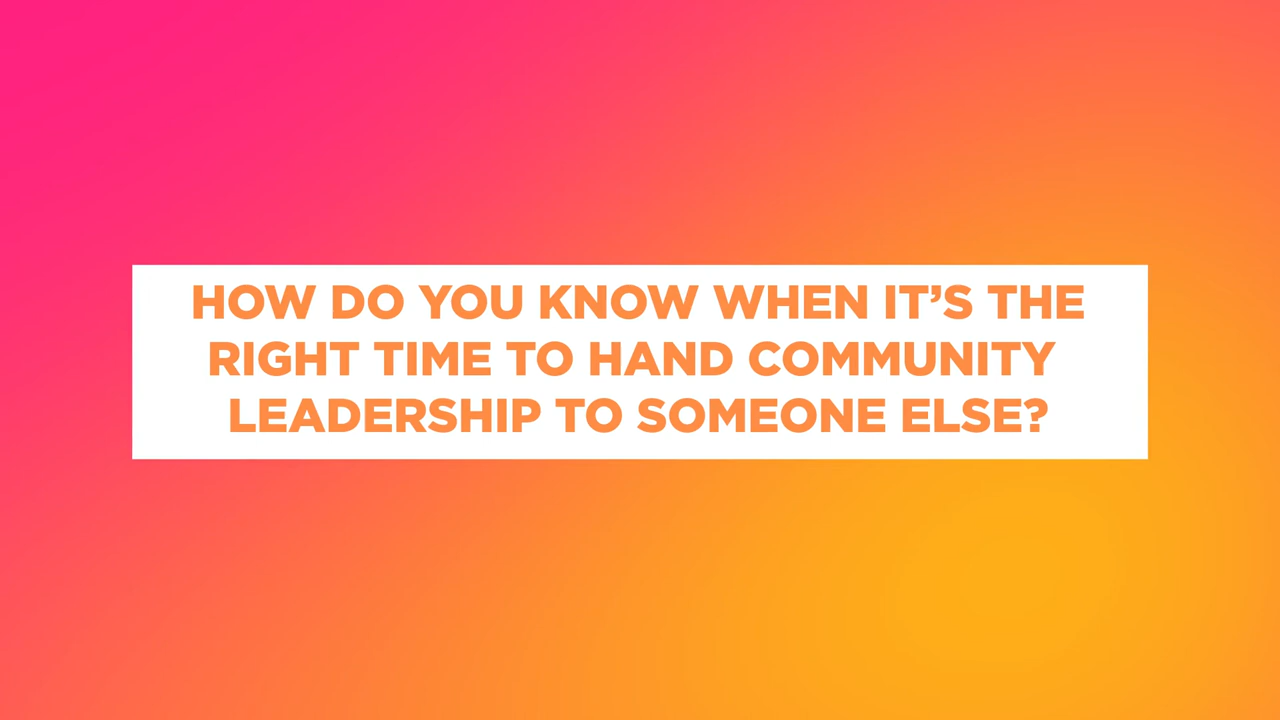 HOW DO YOU KNOW WHEN IT’S THE
RIGHT TIME TO HAND COMMUNITY
LEADERSHIP TO SOMEONE ELSE?